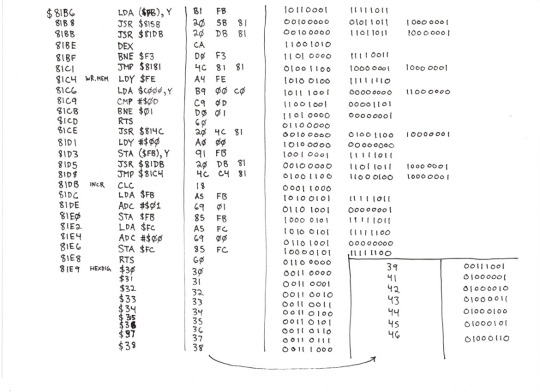 $81B6 LDA ($FB),Y B1 FB 10110001 11111011
81B8 JSR $815B 20 5B 81 00100000 01011011 10000001
81BB JSR $81DB 20 DB 81 00100000 11011011 10000001
81BE DEX CA 11001010
81BF BNE $F3 D0 F3 11010000 11110011
81C1 JMP $8181 4C 81 81 01001100 10000001 10000001
81C4 WR.MEM LDY $FE A4 FE 10100100 11111110
81C6 LDA $C000,Y B9 00 C0 10111001 00000000 11000000
81C9 CMP #$0D C9 0D 11001001 00001101
81CB BNE $01 D0 01 11010000 00000001
81CD RTS 60 01100000
81CE JSR $814C 20 4C 81 00100000 01001100 10000001
81D1 LDY #$00 A0 00 10100000 00000000
81D3 STA ($FB),Y 91 FB 10010001 11111011
81D5 JSR $81DB 20 DB 81 00100000 11011011 10000001
81D8 JMP $81C4 4C C4 81 01001100 11000100 10000001
81DB INCR CLC 18 00011000
81DC LDA $FB A5 FB 10100101 11111011
81DE ADC #$01 69 01 01101001 00000001
81E0 STA $FB 85 FB 10000101 11111011
81E2 LDA $FC A5 FC 10100101 11111100
81E4 ADC #$00 69 00 01101001 00000000
81E6 STA $FC 85 FC 10000101 11111100
81E8 RTS 60 01100000
81E9 HEXDIG $30 30 00110000
$31 31 00110001
$32 32 00110010
$33 33 00110011
$34 34 00110100
$35 35 00110101
$36 36 00110110
$37 37 00110111
$38 38 00111000
39 00111001
41 01000001
42 01000010
43 01000011
44 01000100
45 01000101
46 01000110